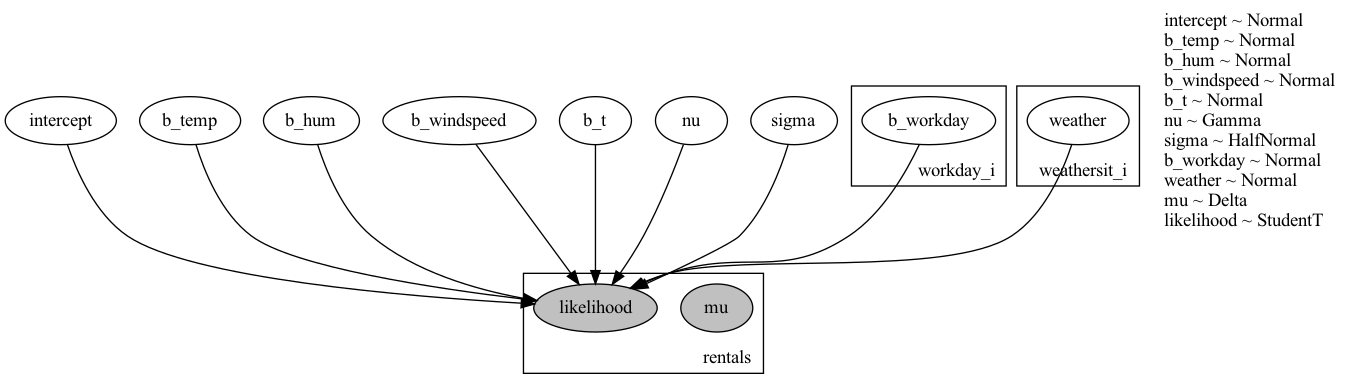 intercept
b_temp
b_hum
b_windspeed
b_t
nu
sigma
b_workday
workday_i
weather
weathersit_i
likelihood
mu
rentals
intercept ~ Normal
b_temp ~ Normal
b_hum ~ Normal
b_windspeed ~ Normal
b_t ~ Normal
nu ~ Gamma
sigma ~ HalfNormal
b_workday ~ Normal
weather ~ Normal
mu ~ Delta
likelihood ~ StudentT